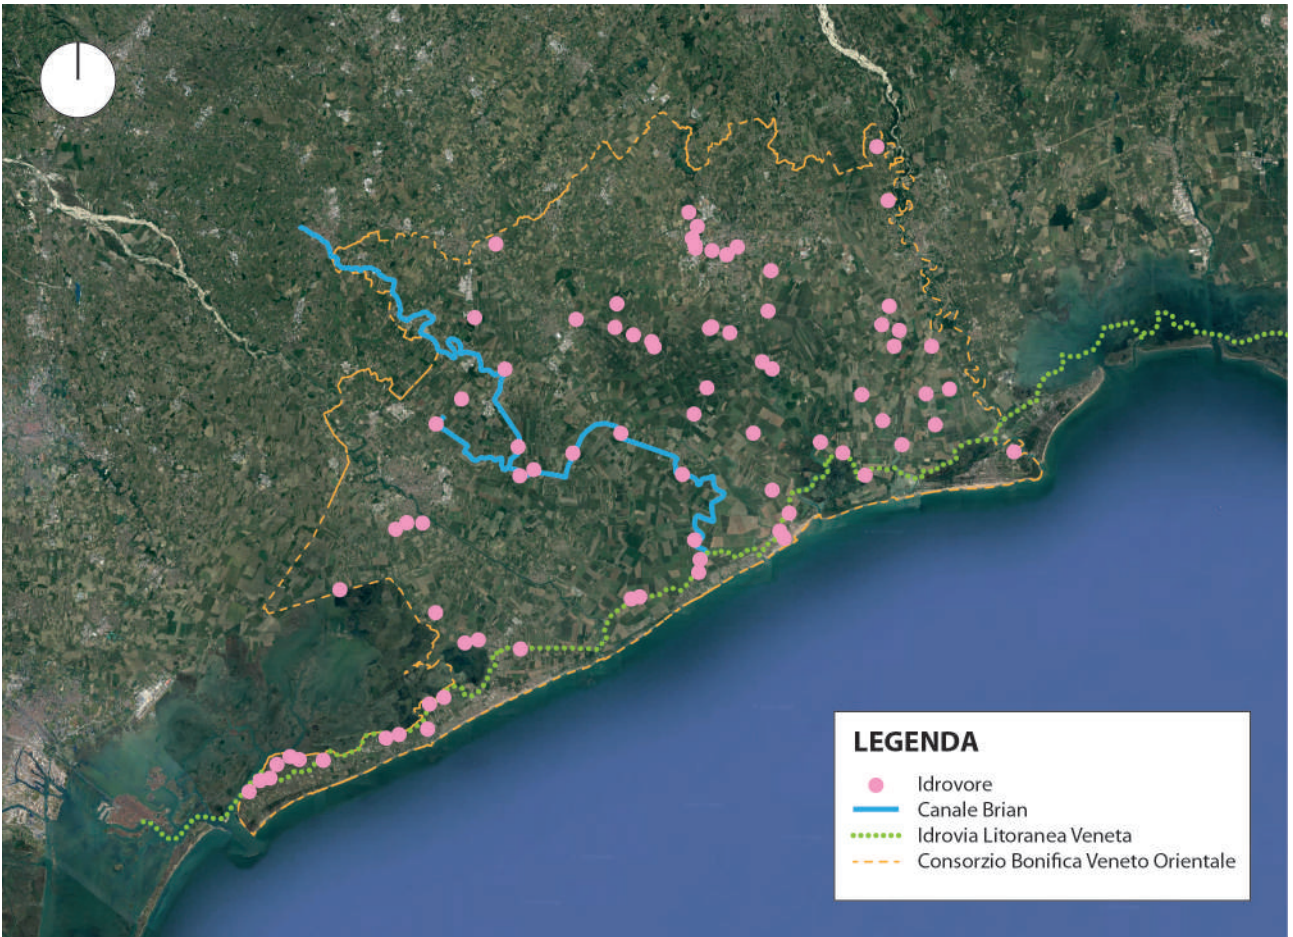 LEGENDA
Idrovore
Canale Brian
Idrovia Litoranea Veneta
Consorzio Bonifica Veneto Orientale